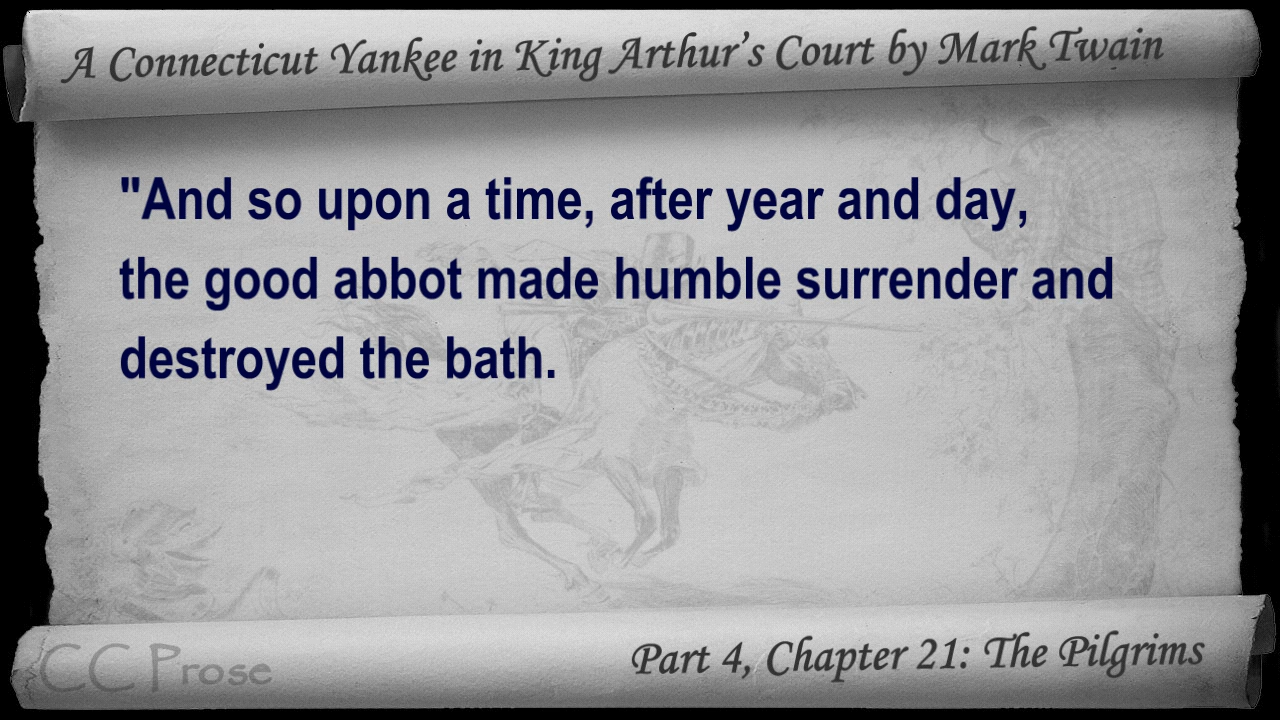 A Connecticut Yankee in King Arthur's Court by Mark Twain
"And so upon a time, after year and day,
the good abbot made humble surrender and
destroyed the bath.
CC Prose
Part 4, Chapter 21: The Pilgrims